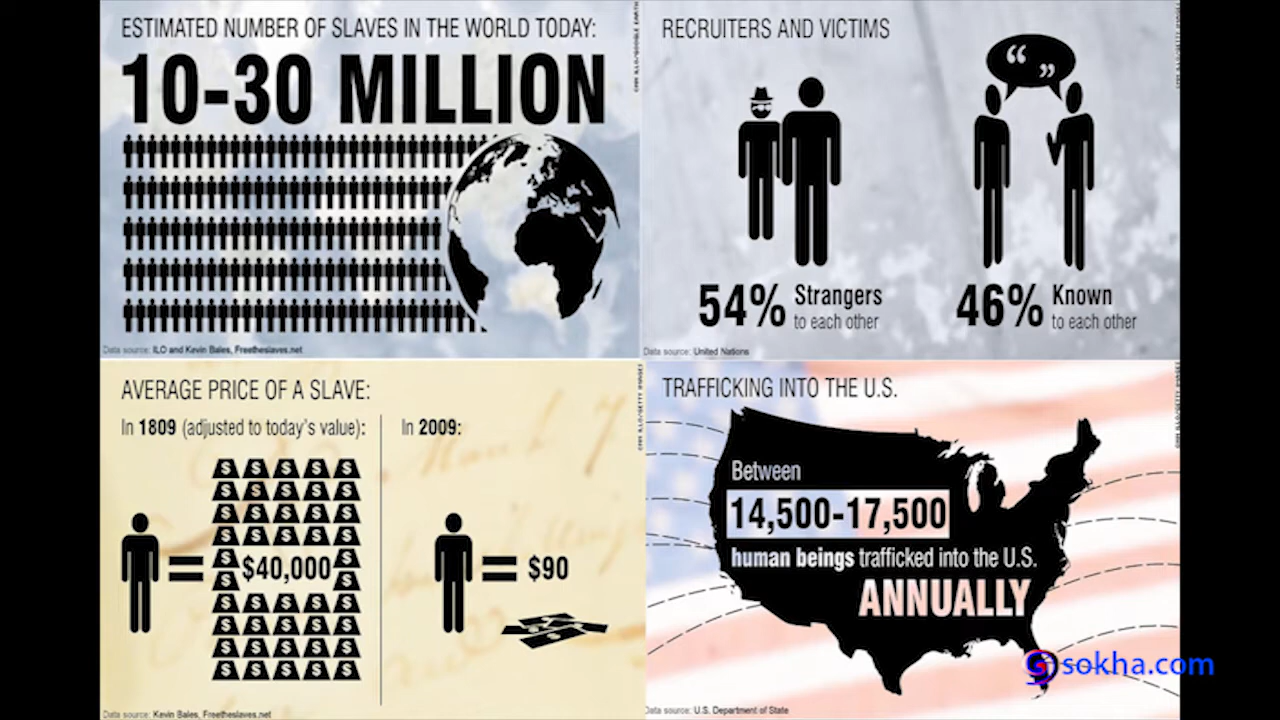 ESTIMATED NUMBER OF SLAVES IN THE WORLD TODAY:
10-30 MILLION
Data source: ILO and Kevin Bales, Freetheslaves.net
RECRUITERS AND VICTIMS
“ ”
54% Strangers
to each other
46% Known
to each other
Data source: United Nations
AVERAGE PRICE OF A SLAVE:
In 1809 (adjusted to today's value):
= $40,000
In 2009:
= $90
Data source: Kevin Bales, Freetheslaves.net
TRAFFICKING INTO THE U.S.
Between
14,500-17,500
human beings trafficked into the U.S.
ANNUALLY
Data source: U.S. Department of State
sokha.com